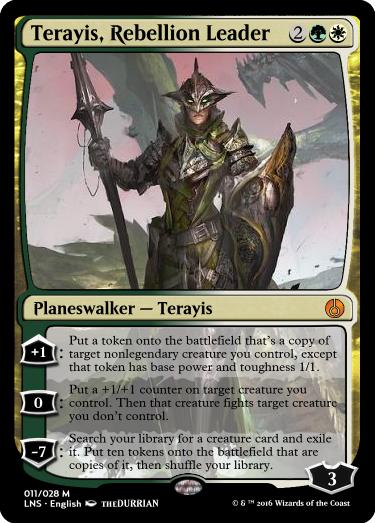 Terayis, Rebellion Leader 2
Planeswalker — Terayis
+1: Put a token onto the battlefield that's a copy of
target nonlegendary creature you control, except
that token has base power and toughness 1/1.
0: Put a +1/+1 counter on target creature you
control. Then that creature fights target creature
you don't control.
-7: Search your library for a creature card and exile
it. Put ten tokens onto the battlefield that are
copies of it, then shuffle your library.
3
011/028 M
LNS • English THEDURRIAN
© & ™ 2016 Wizards of the Coast